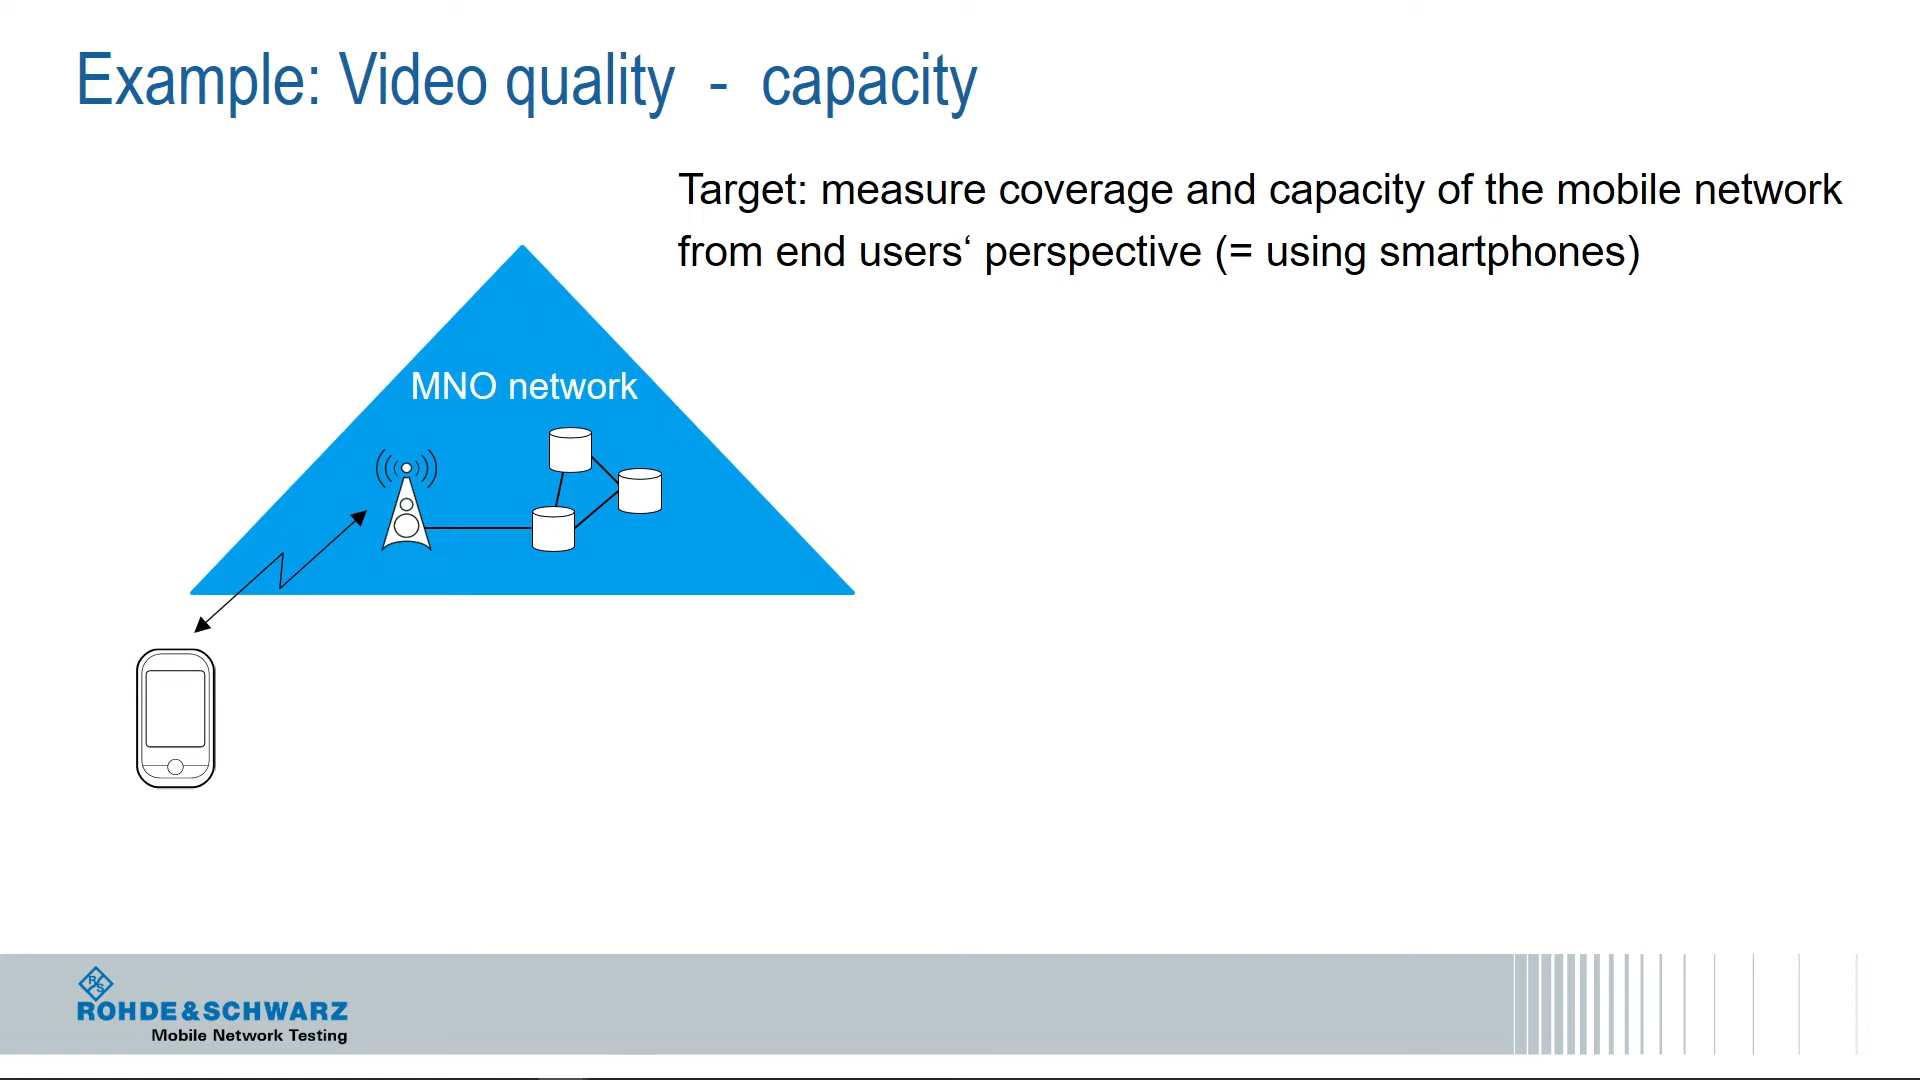 Example: Video quality - capacity
Target: measure coverage and capacity of the mobile network
from end users‘ perspective (= using smartphones)
MNO network
RS
ROHDE&SCHWARZ
Mobile Network Testing